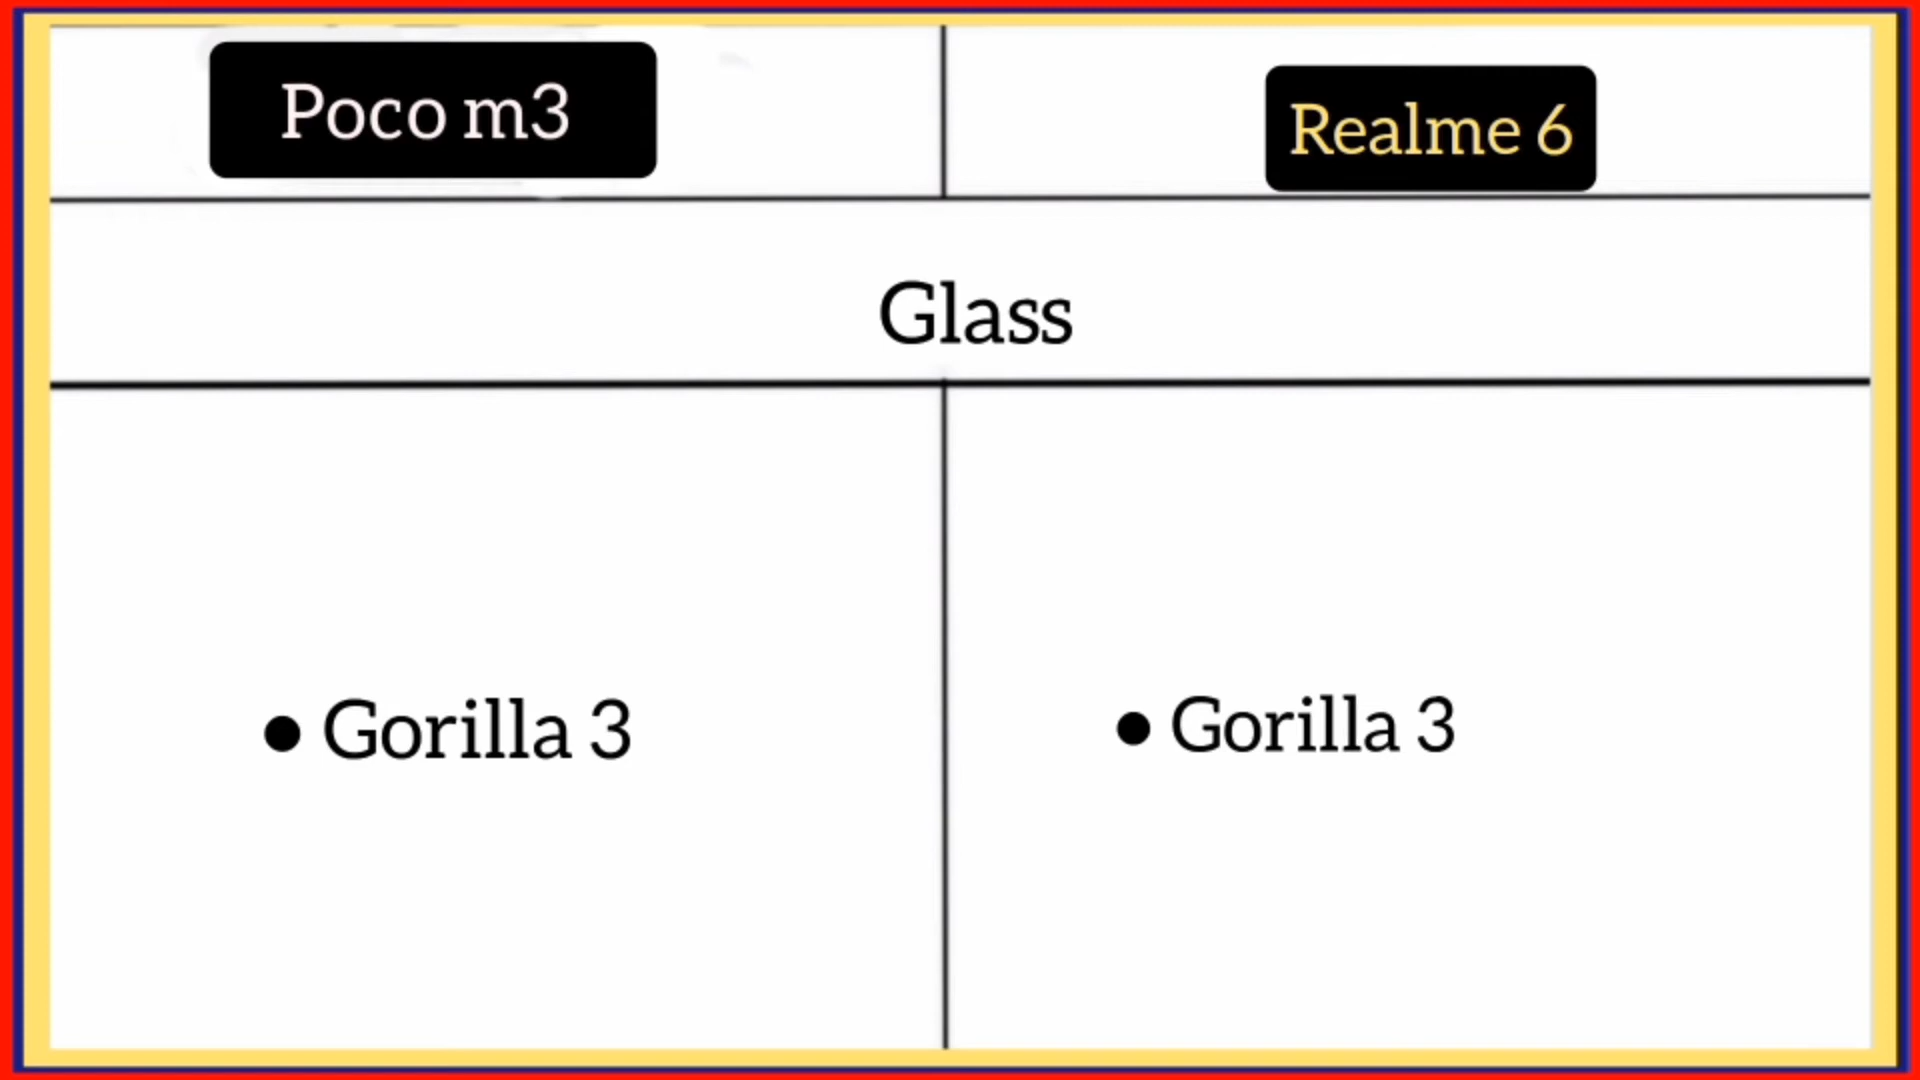 Poco m3
Realme 6
Glass
● Gorilla 3
● Gorilla 3